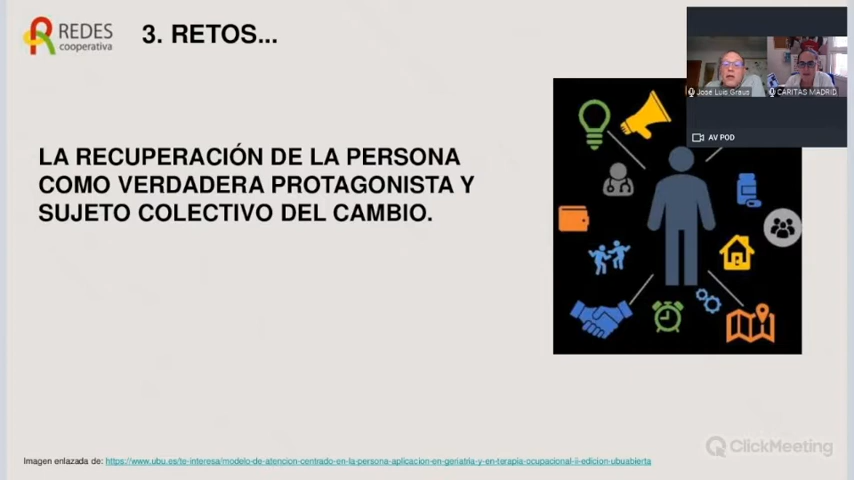 REDES
cooperativa
3. RETOS...
José Luis Graus
CARITAS MADRID
AV POD
LA RECUPERACIÓN DE LA PERSONA
COMO VERDADERA PROTAGONISTA Y
SUJETO COLECTIVO DEL CAMBIO.
ClickMeeting
Imagen enlazada de: https://www.ubu.es/te-interesa/modelo-de-atencion-centrado-en-la-persona-aplicacion-en-geriatria-y-en-terapia-ocupacional-ii-edicion-ubuabierta